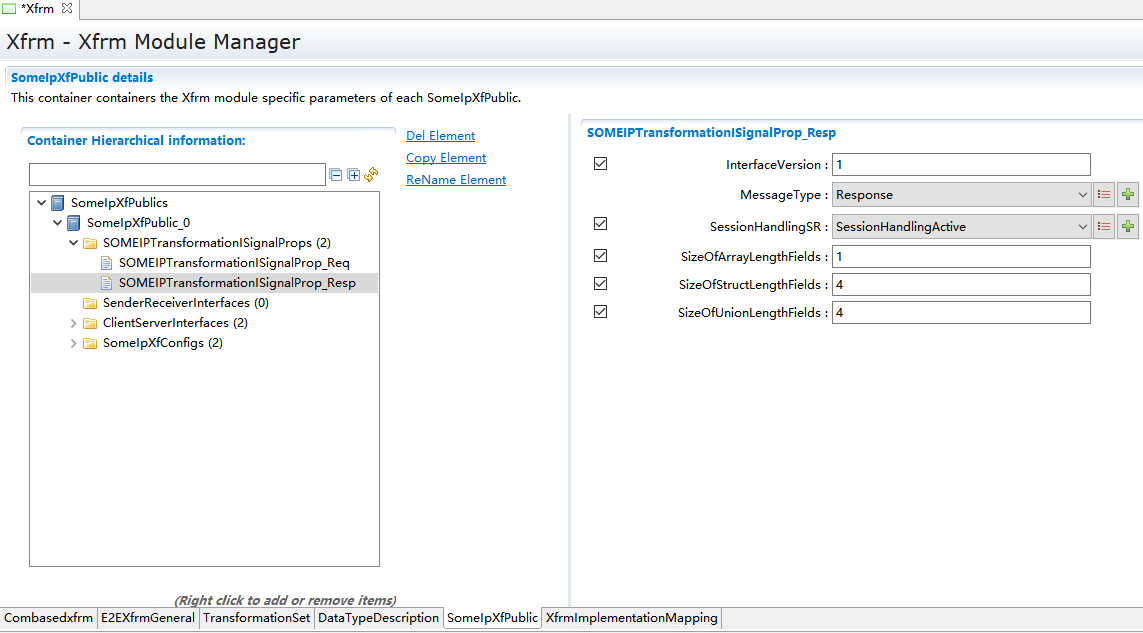 *Xfrm
Xfrm - Xfrm Module Manager
SomeIpXfPublic details
This container containers the Xfrm module specific parameters of each SomeIpXfPublic.
Container Hierarchical information:
Del Element
Copy Element
ReName Element
SomeIpXfPublics
SomeIpXfPublic_0
SOMEIPTransformationISignalProps (2)
SOMEIPTransformationISignalProp_Req
SOMEIPTransformationISignalProp_Resp
SenderReceiverInterfaces (0)
ClientServerInterfaces (2)
SomeIpXfConfigs (2)
(Right click to add or remove items)
SOMEIPTransformationISignalProp_Resp
InterfaceVersion : 1
MessageType : Response
SessionHandlingSR : SessionHandlingActive
SizeOfArrayLengthFields : 1
SizeOfStructLengthFields : 4
SizeOfUnionLengthFields : 4
Combasedxfrm E2EXfrmGeneral TransformationSet DataTypeDescription SomeIpXfPublic XfrmImplementationMapping